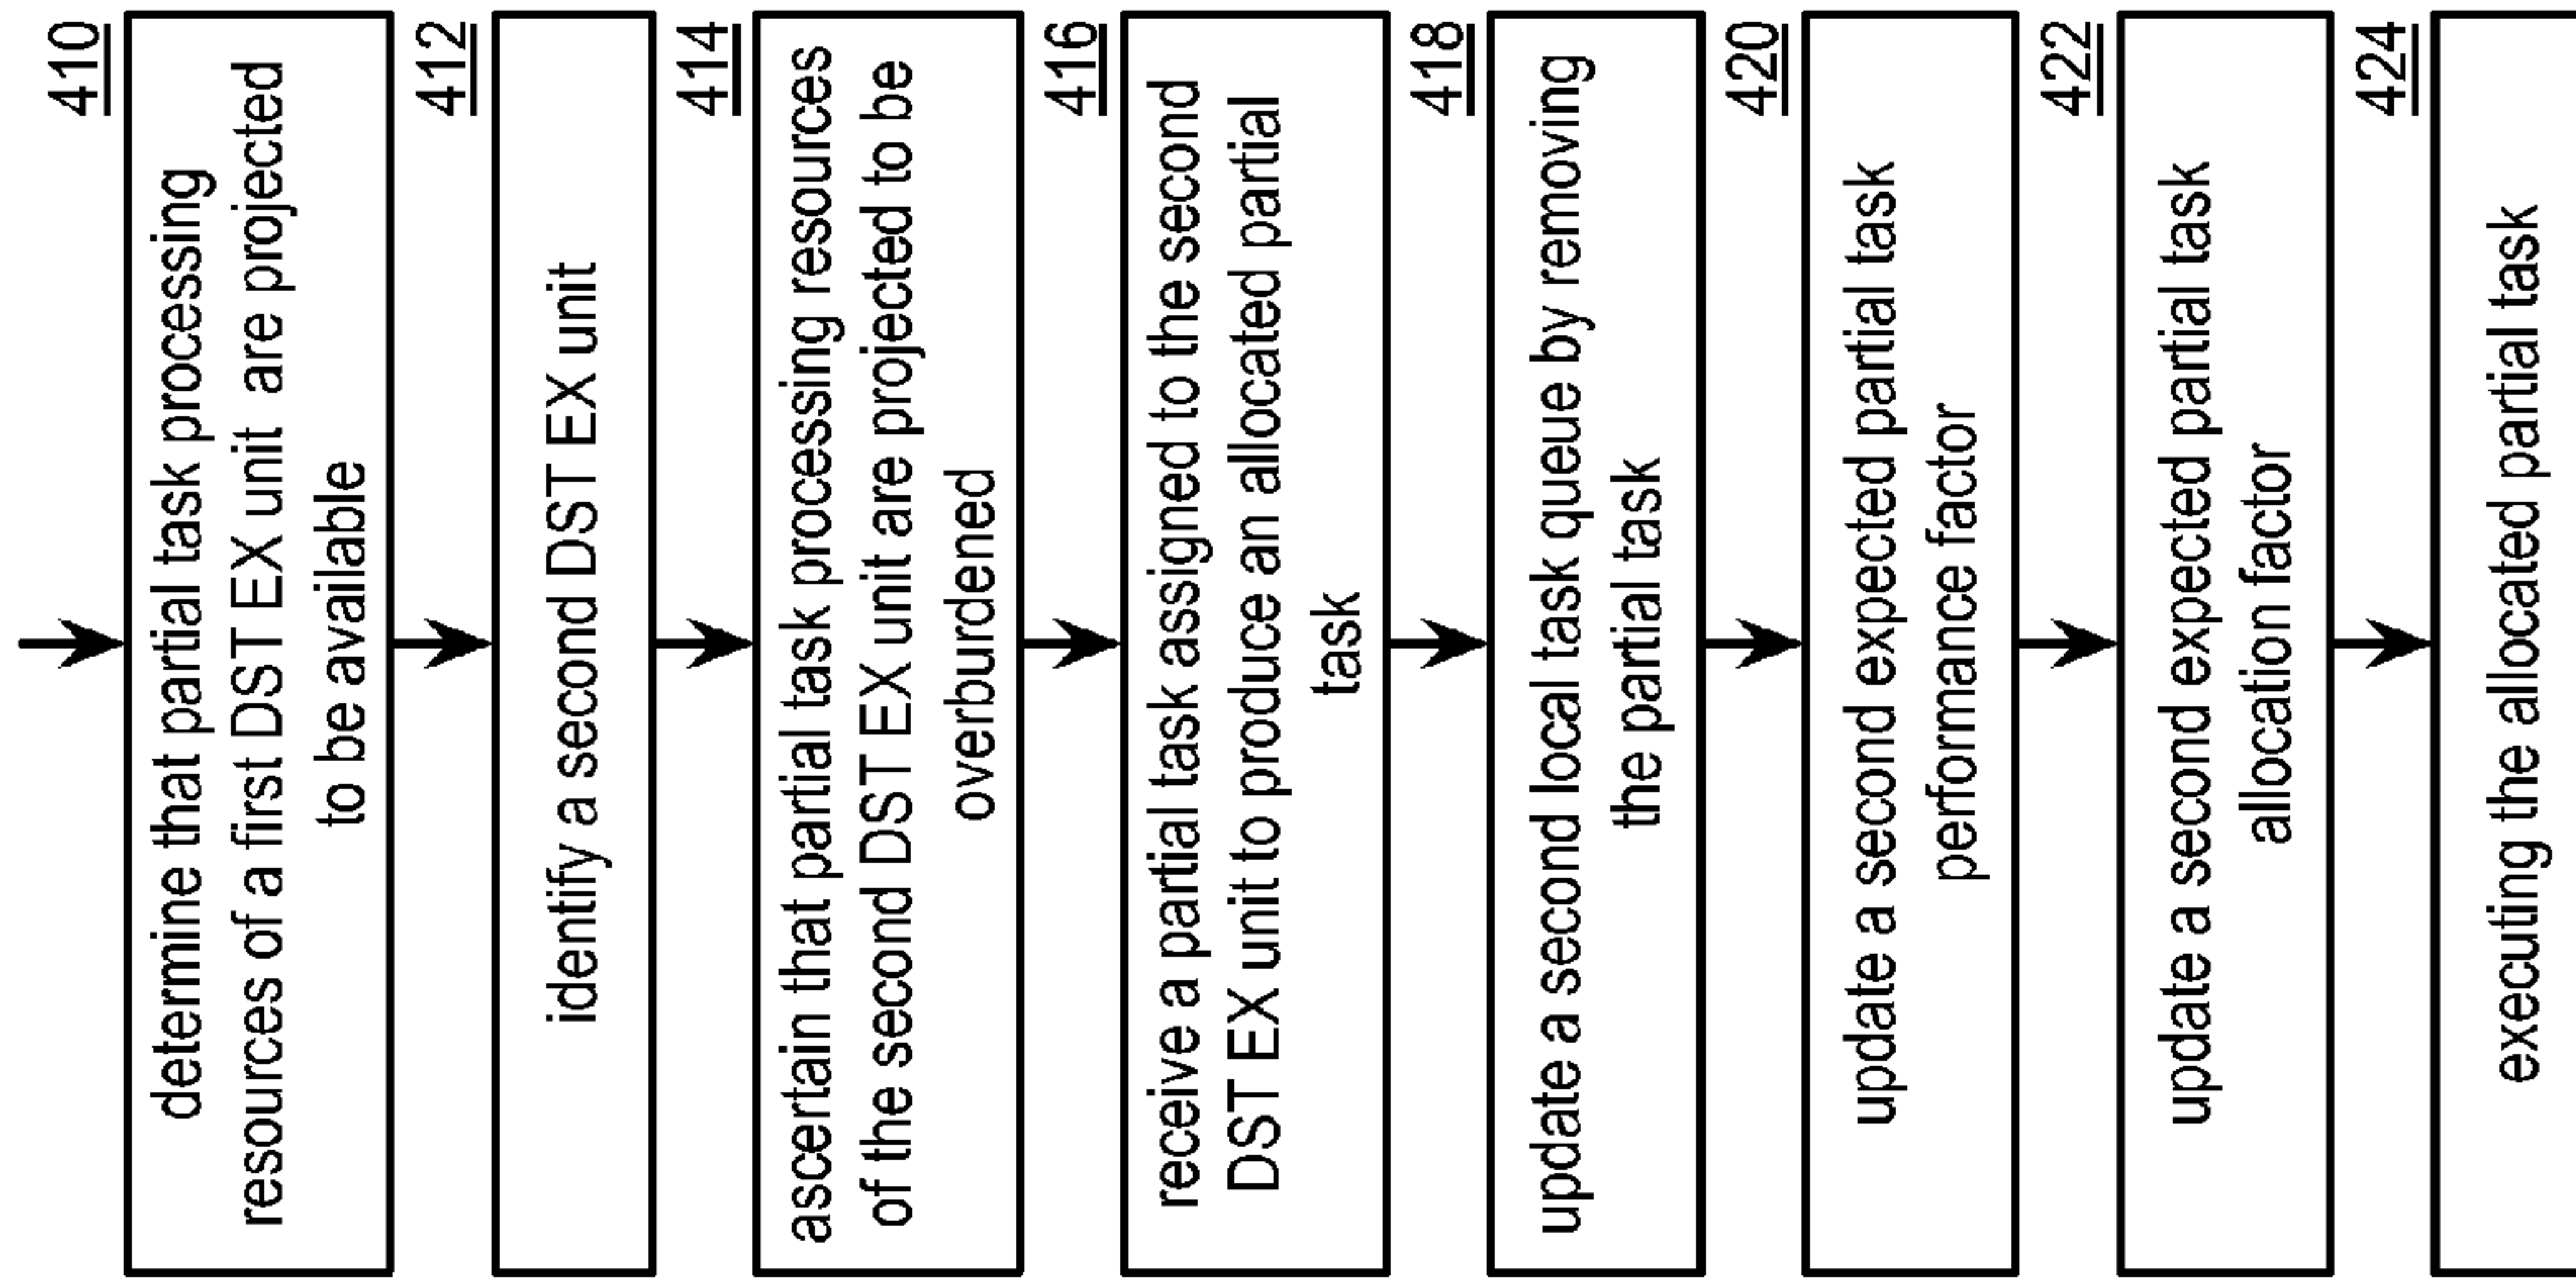 410
determine that partial task processing
resources of a first DST EX unit are projected
to be available
412
identify a second DST EX unit
414
ascertain that partial task processing resources
of the second DST EX unit are projected to be
overburdened
416
receive a partial task assigned to the second
DST EX unit to produce an allocated partial
task
418
update a second local task queue by removing
the partial task
420
update a second expected partial task
performance factor
422
update a second expected partial task
allocation factor
424
executing the allocated partial task